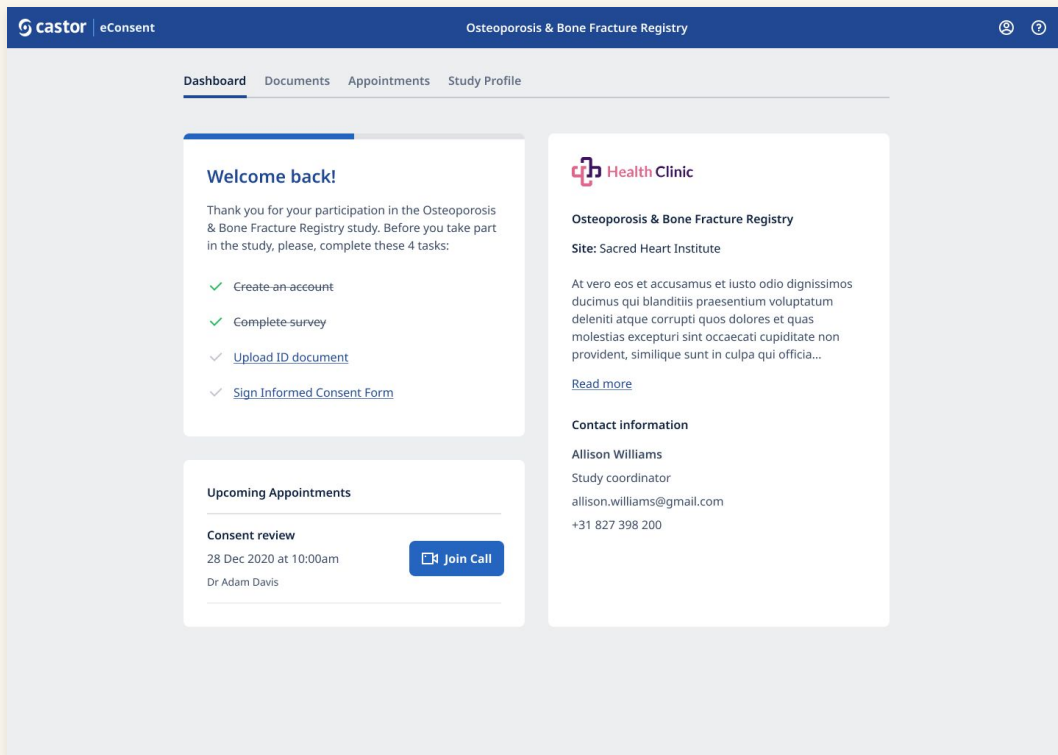 castor | eConsent
Osteoporosis & Bone Fracture Registry
Dashboard Documents Appointments Study Profile
Welcome back!
Thank you for your participation in the Osteoporosis
& Bone Fracture Registry study. Before you take part
in the study, please, complete these 4 tasks:
Create an account
Complete survey
Upload ID document
Sign Informed Consent Form
Upcoming Appointments
Consent review
28 Dec 2020 at 10:00am
Dr Adam Davis
Join Call
Health Clinic
Osteoporosis & Bone Fracture Registry
Site: Sacred Heart Institute
At vero eos et accusamus et iusto odio dignissimos
ducimus qui blanditiis praesentium voluptatum
deleniti atque corrupti quos dolores et quas
molestias excepturi sint occaecati cupiditate non
provident, similique sunt in culpa qui officia...
Read more
Contact information
Allison Williams
Study coordinator
allison.williams@gmail.com
+31 827 398 200